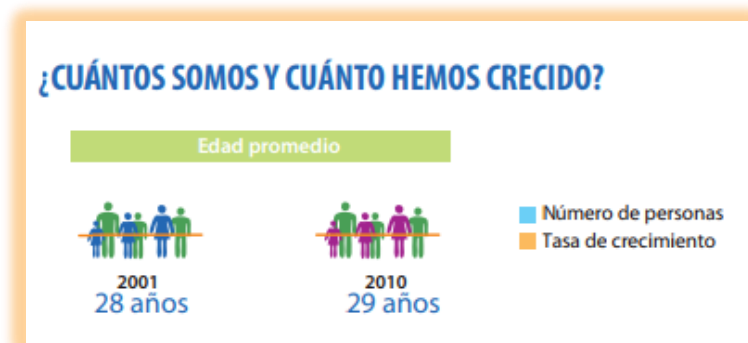 ¿CUÁNTOS SOMOS Y CUÁNTO HEMOS CRECIDO?
Edad promedio
Número de personas
Tasa de crecimiento
2001
28 años
2010
29 años